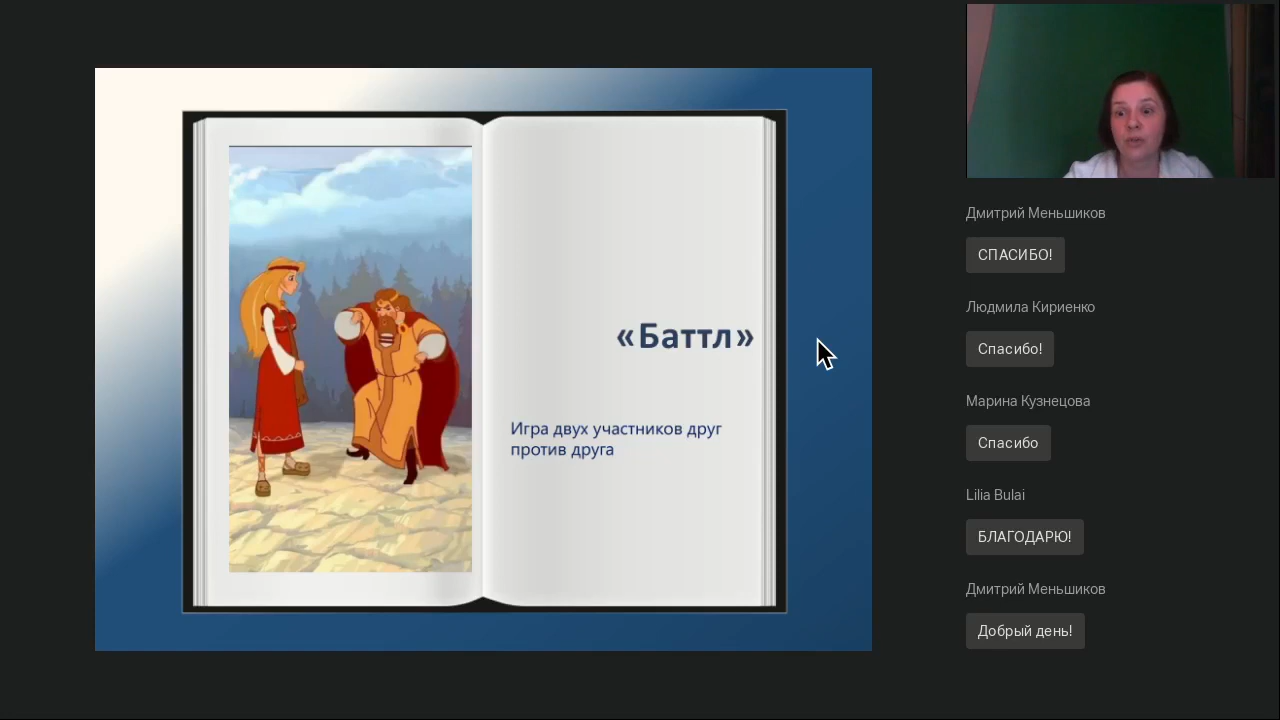 «Баттл»
Игра двух участников друг
против друга
Дмитрий Меньшиков
СПАСИБО!
Людмила Кириенко
Спасибо!
Марина Кузнецова
Спасибо
Lilia Bulai
БЛАГОДАРЮ!
Дмитрий Меньшиков
Добрый день!